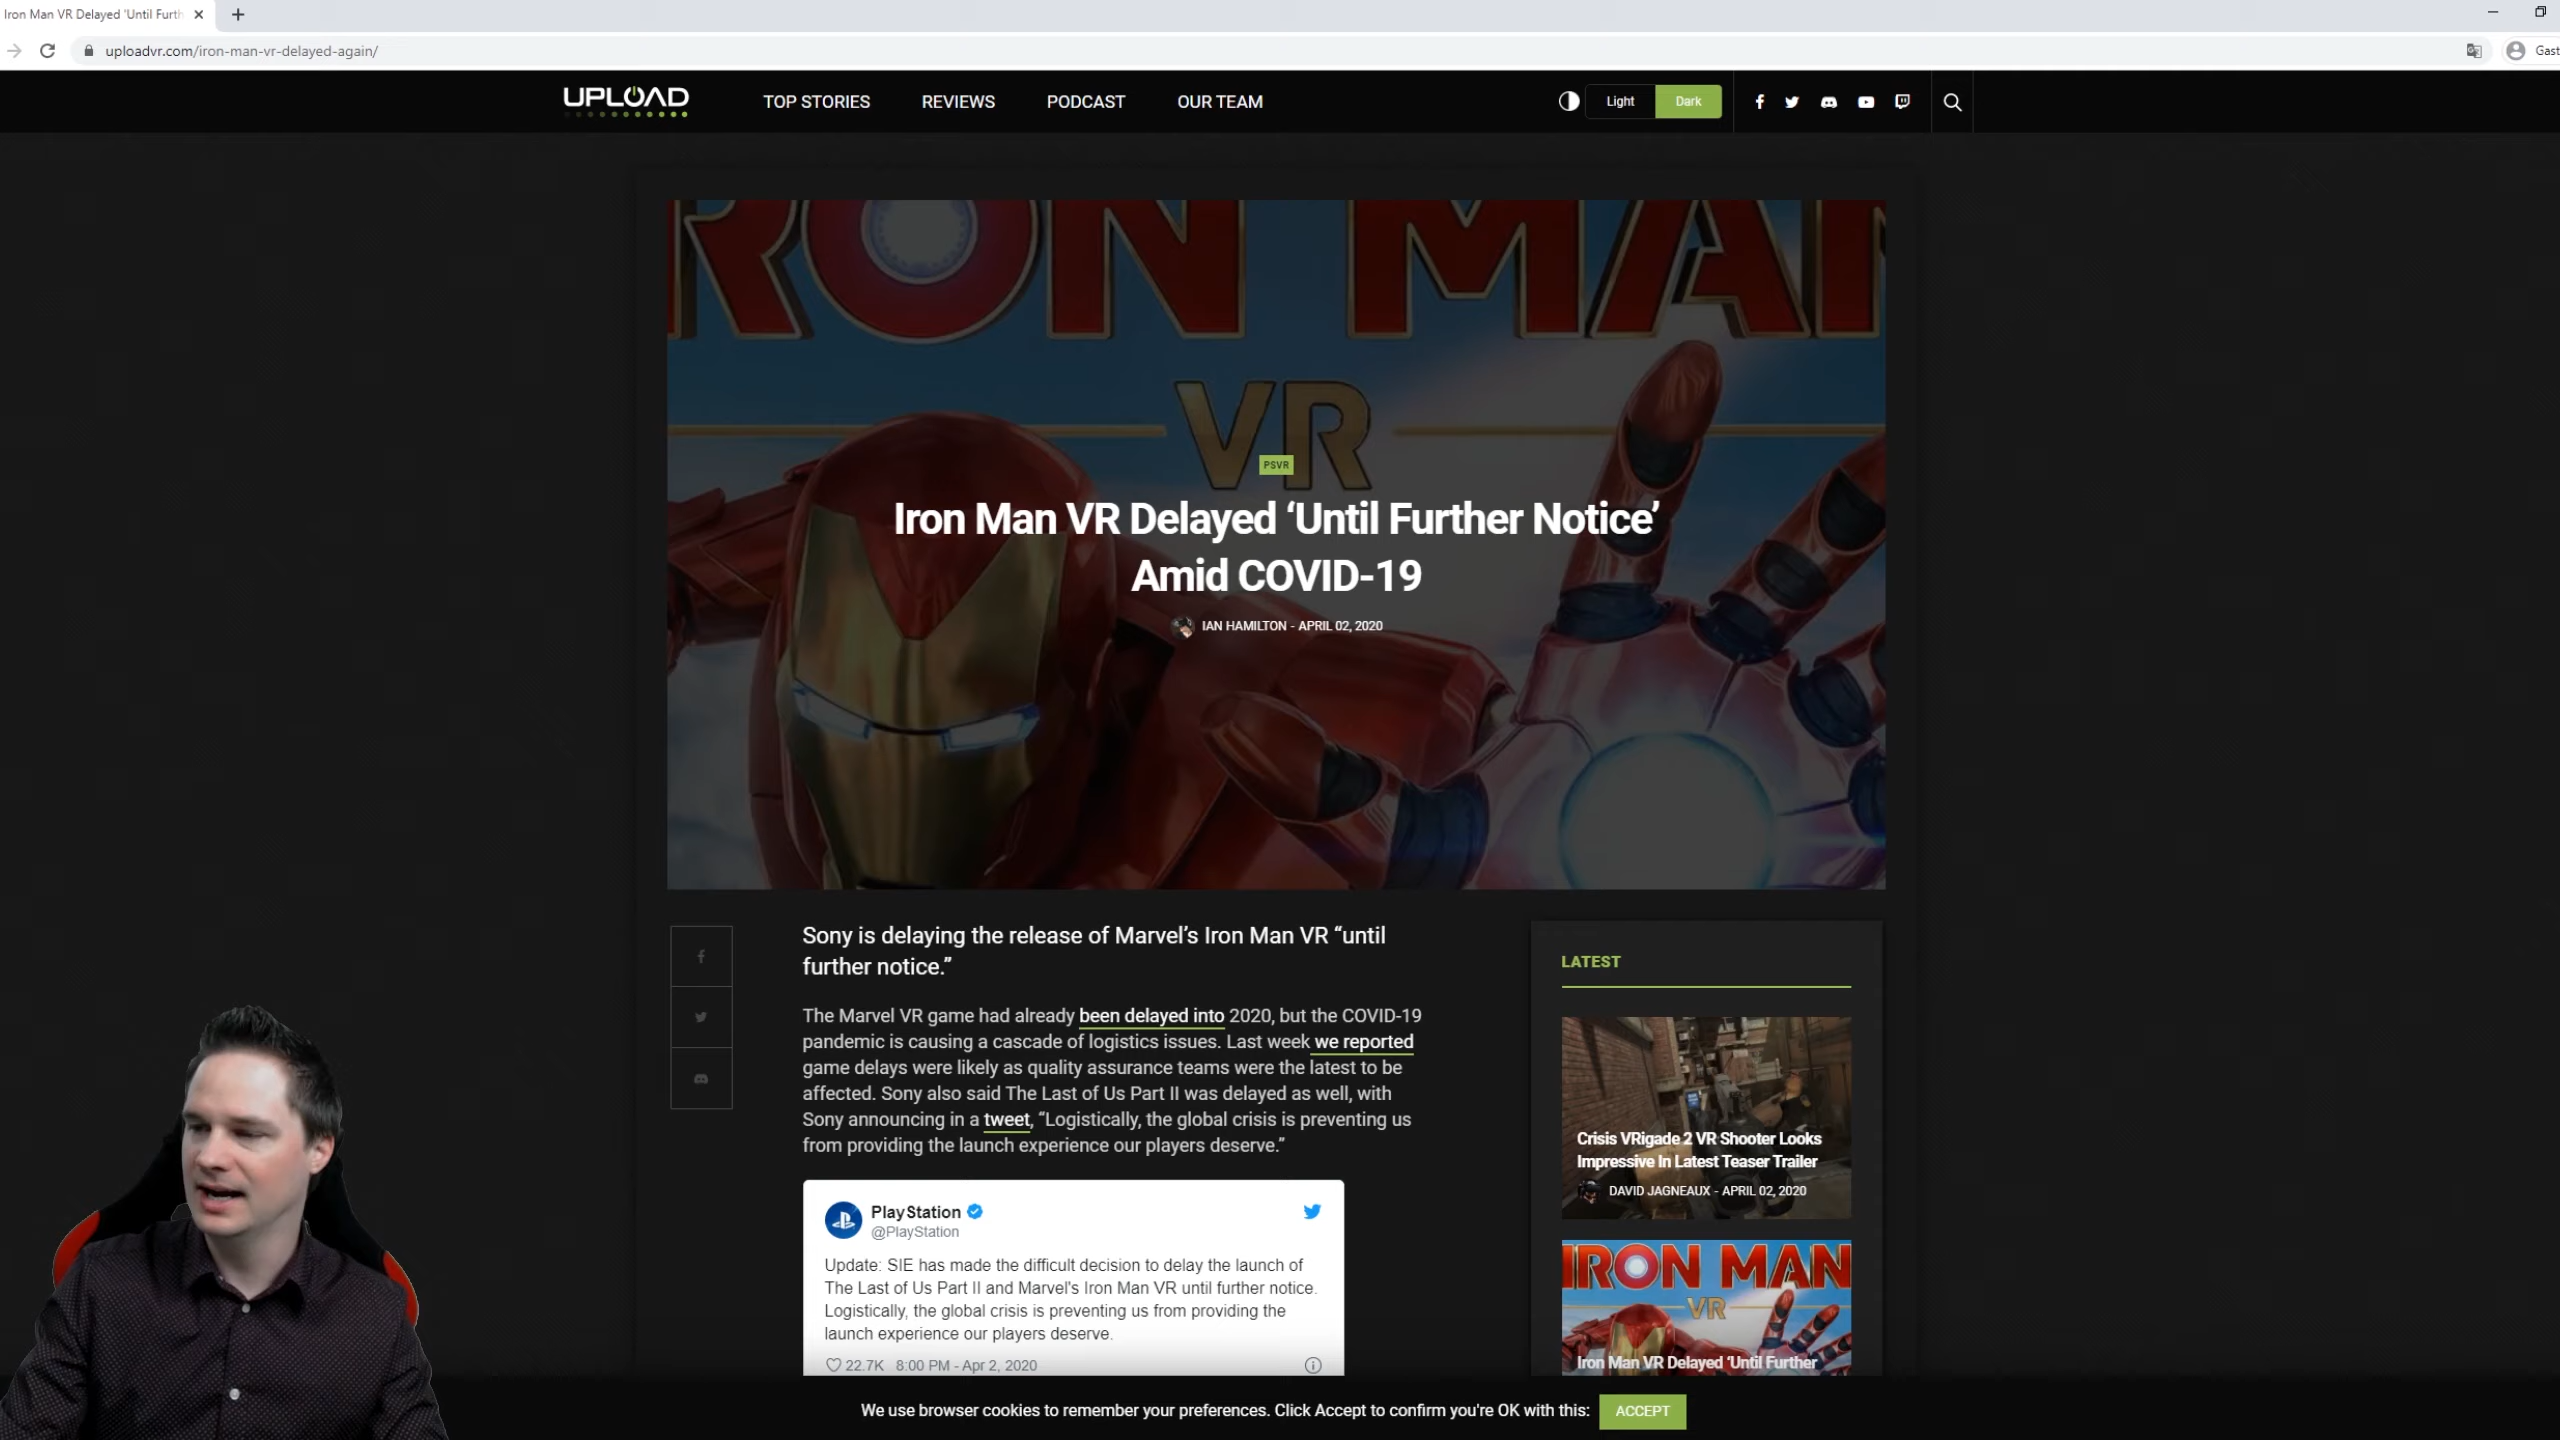 Iron Man VR Delayed 'Until Furth
uploadvr.com/iron-man-vr-delayed-again/
Gast
UPLOAD
TOP STORIES
REVIEWS
PODCAST
OUR TEAM
Light
Dark
IRON MAN
VR
PSVR
Iron Man VR Delayed ‘Until Further Notice’
Amid COVID-19
IAN HAMILTON - APRIL 02, 2020
Sony is delaying the release of Marvel’s Iron Man VR “until
further notice.”
The Marvel VR game had already been delayed into 2020, but the COVID-19
pandemic is causing a cascade of logistics issues. Last week we reported
game delays were likely as quality assurance teams were the latest to be
affected. Sony also said The Last of Us Part II was delayed as well, with
Sony announcing in a tweet, “Logistically, the global crisis is preventing us
from providing the launch experience our players deserve.”
PlayStation
@PlayStation
Update: SIE has made the difficult decision to delay the launch of
The Last of Us Part II and Marvel's Iron Man VR until further notice.
Logistically, the global crisis is preventing us from providing the
launch experience our players deserve.
22.7K 8:00 PM - Apr 2, 2020
LATEST
Crisis VRigade 2 VR Shooter Looks
Impressive In Latest Teaser Trailer
DAVID JAGNEAUX - APRIL 02, 2020
IRON MAN
VR
Iron Man VR Delayed ‘Until Further
We use browser cookies to remember your preferences. Click Accept to confirm you're OK with this:
ACCEPT